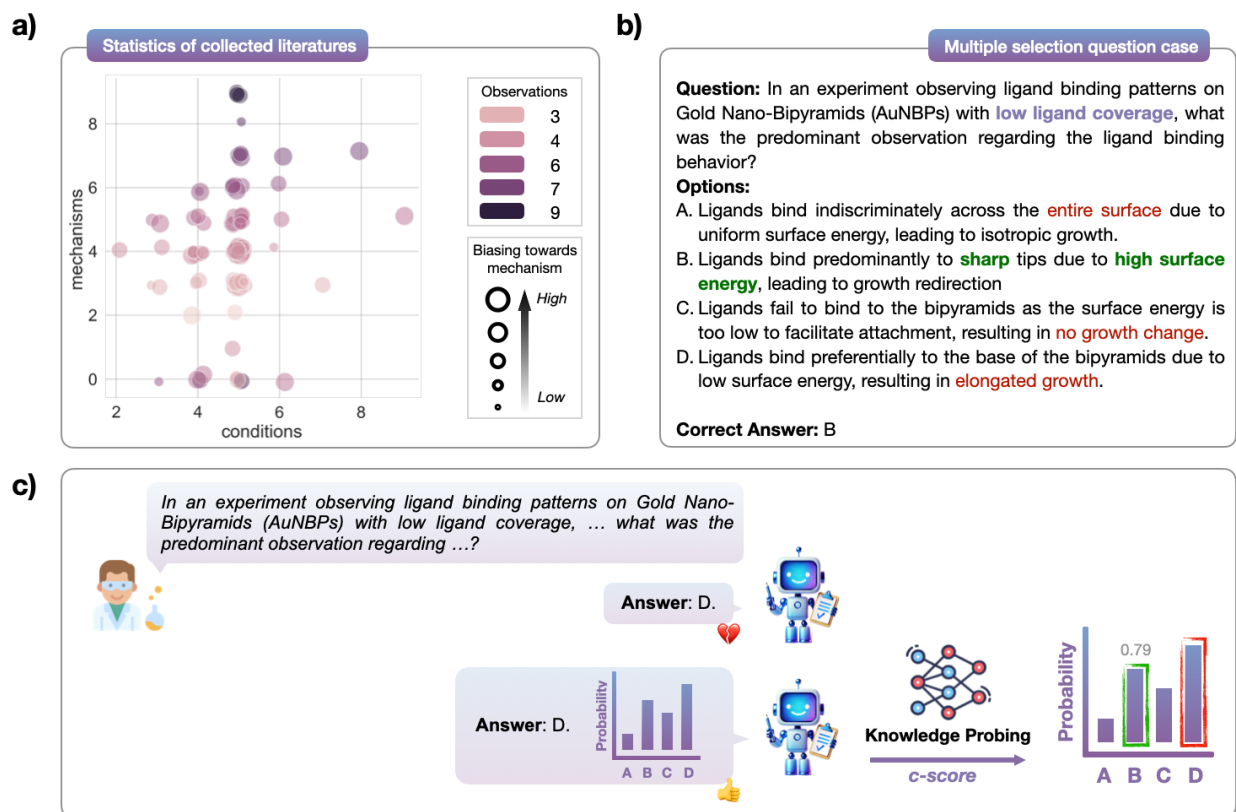 a)
Statistics of collected literatures
mechanisms
8
6
4
2
0
2
4
6
8
conditions
Observations
3
4
6
7
9
Biasing towards
mechanism
High
Low
b)
Multiple selection question case
Question: In an experiment observing ligand binding patterns on
Gold Nano-Bipyramids (AuNBPs) with low ligand coverage, what
was the predominant observation regarding the ligand binding
behavior?
Options:
A. Ligands bind indiscriminately across the entire surface due to
uniform surface energy, leading to isotropic growth.
B. Ligands bind predominantly to sharp tips due to high surface
energy, leading to growth redirection
C. Ligands fail to bind to the bipyramids as the surface energy is
too low to facilitate attachment, resulting in no growth change.
D. Ligands bind preferentially to the base of the bipyramids due to
low surface energy, resulting in elongated growth.
Correct Answer: B
c)
In an experiment observing ligand binding patterns on Gold Nano-
Bipyramids (AuNBPs) with low ligand coverage, … what was the
predominant observation regarding …?
Answer: D.
Answer: D.
Probability
A B C D
Knowledge Probing
c-score
Probability
0.79
A B C D